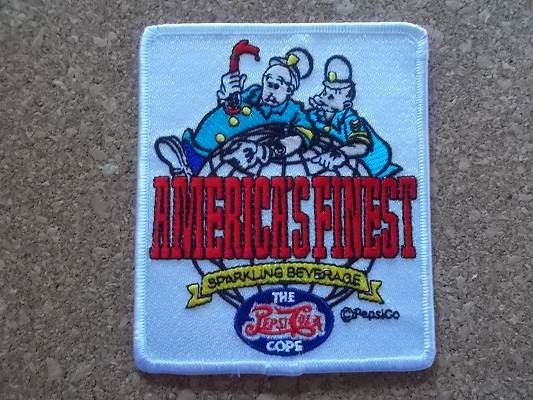 AMERICA'S FINEST
SPARKLING BEVERAGE
THE
PEPSI-COLA
COPS
©PepsiCo